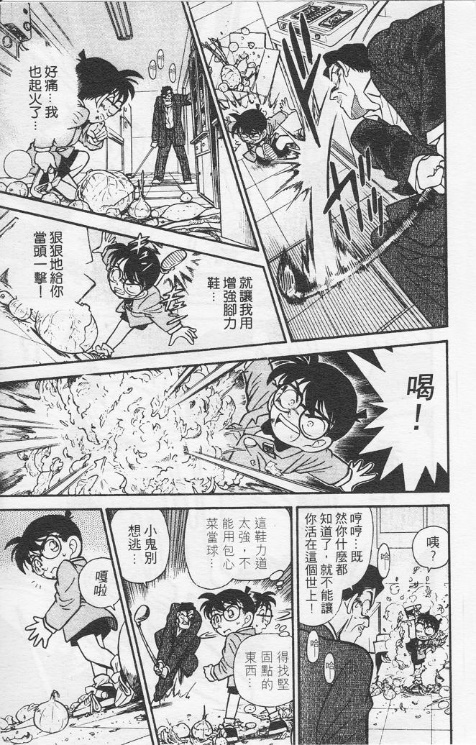 好痛…我
也起火了…
就讓我用
增強腳力
鞋…
狠狠地給你
當頭一擊！
喝！
咦？
哼哼…既
然你什麼都
知道了，就不能讓
你活在這個世上！
哈
哈
哈
這鞋力道
太強，不
能用包心
菜當球…
得找堅
固點的
東西…
小鬼別
想逃…
嘎啦